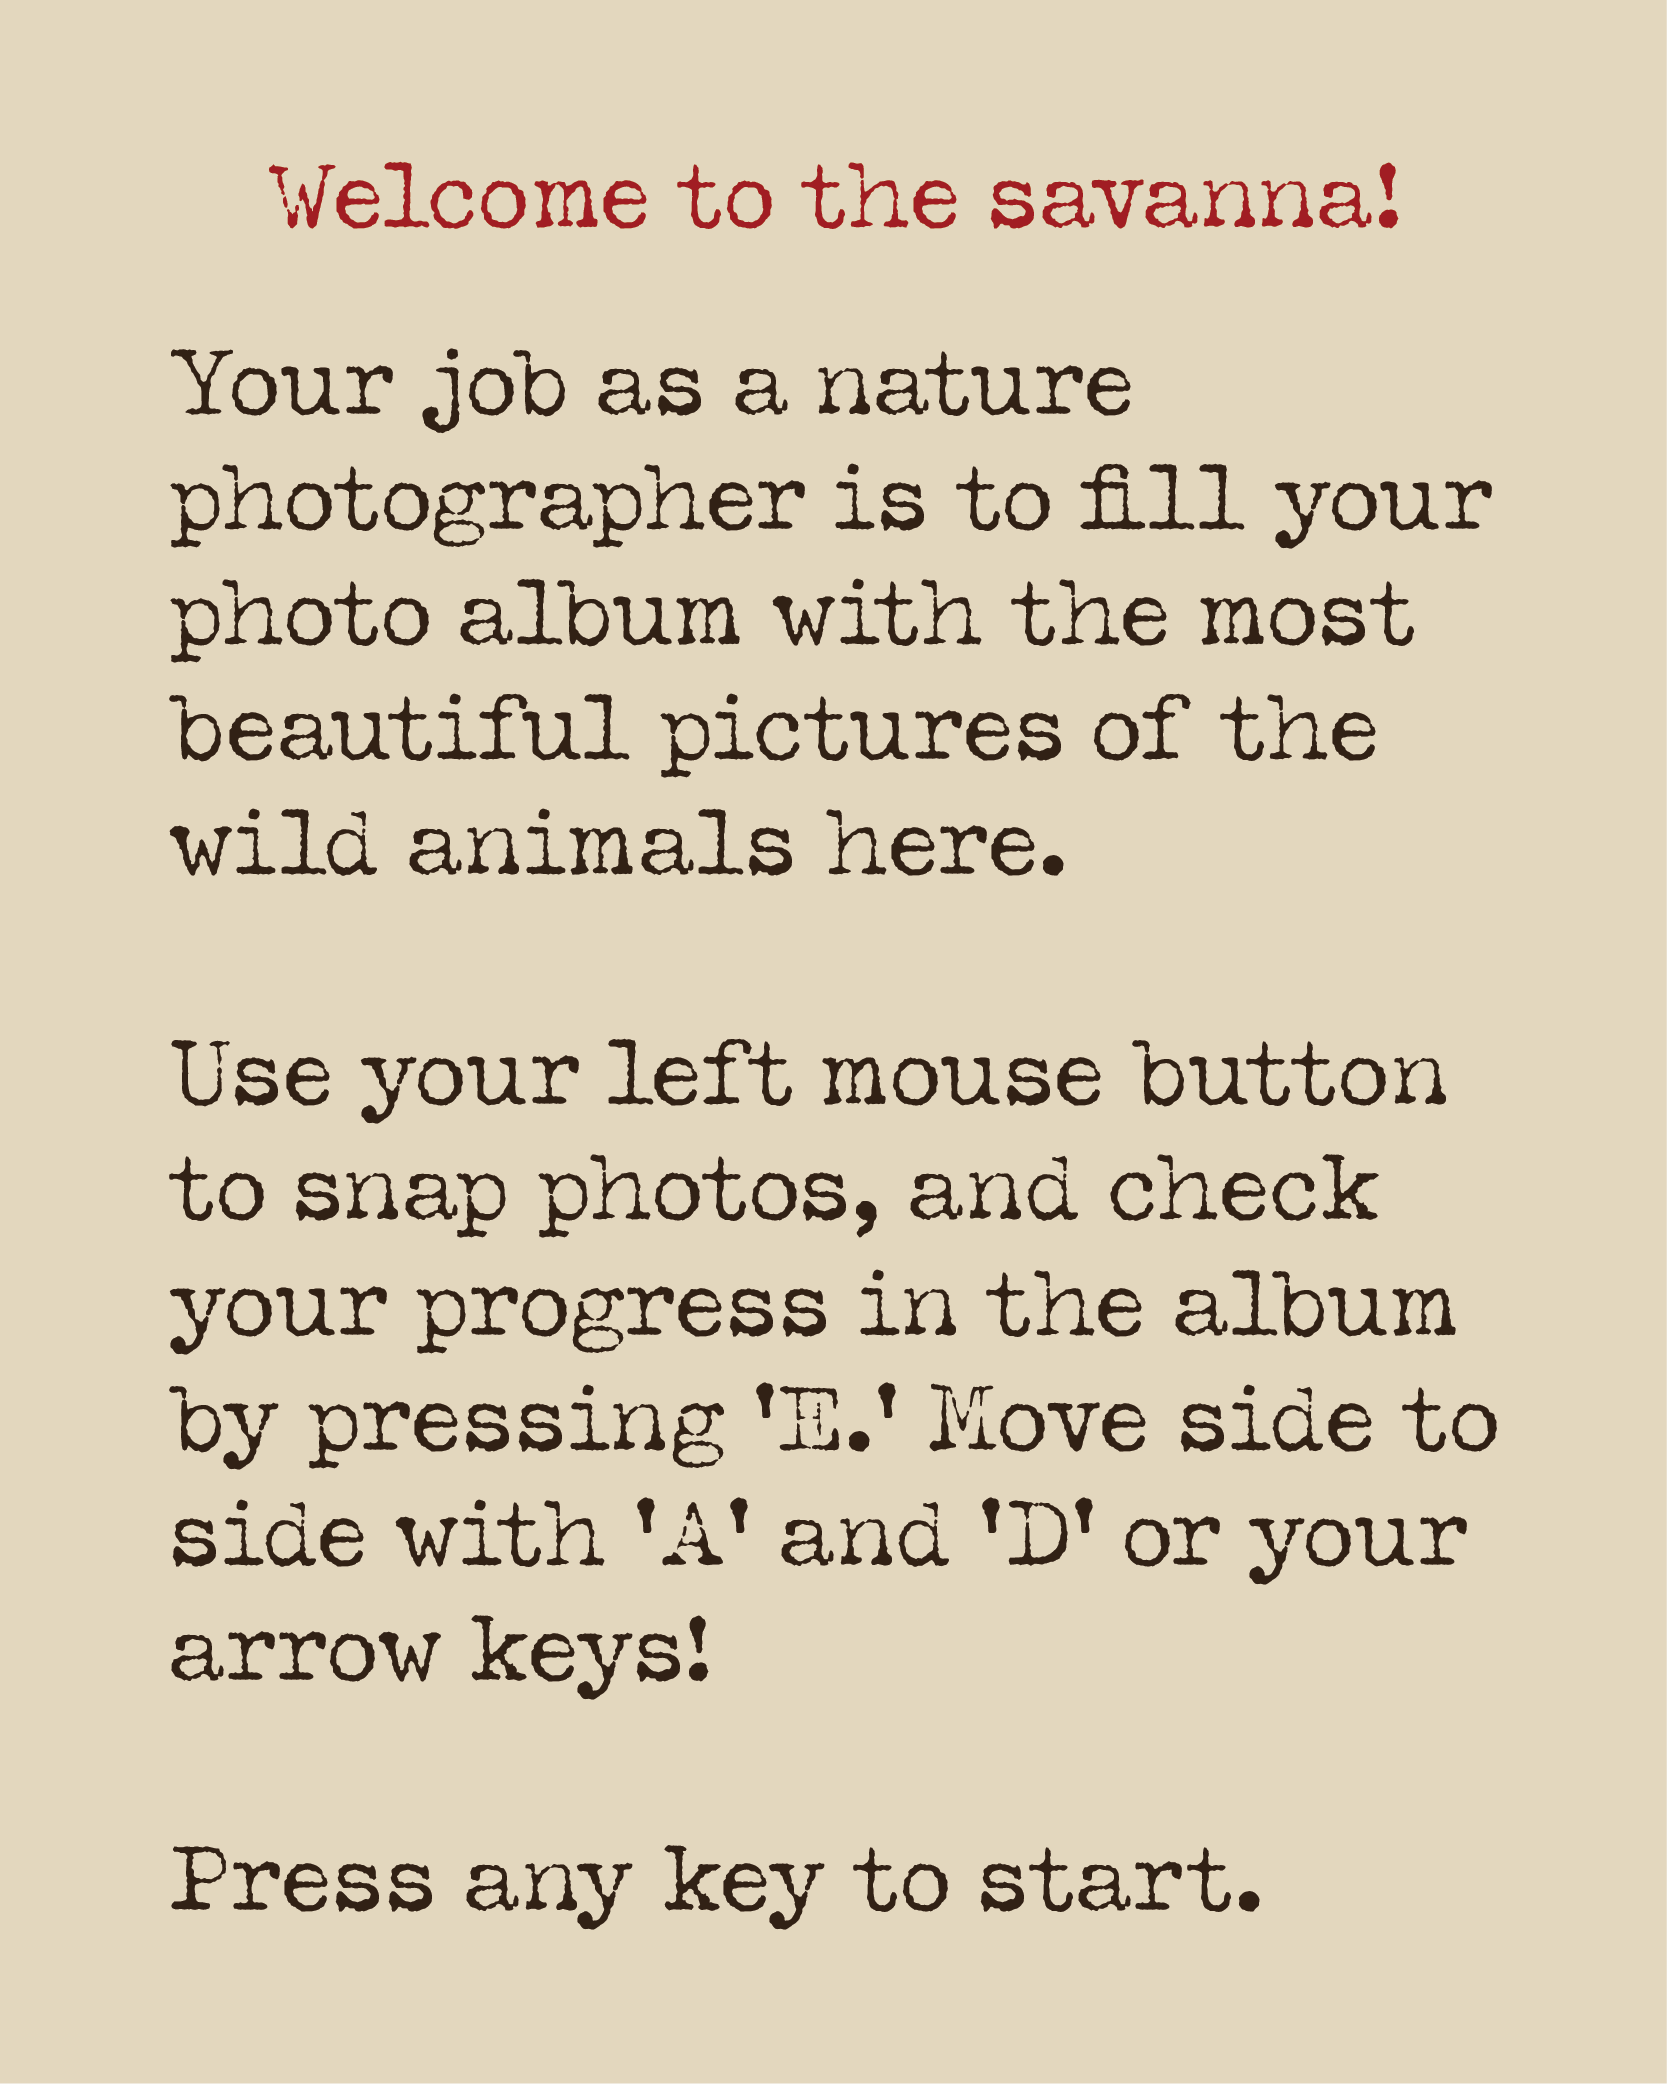 Welcome to the savanna!
Your job as a nature
photographer is to fill your
photo album with the most
beautiful pictures of the
wild animals here.
Use your left mouse button
to snap photos, and check
your progress in the album
by pressing 'E.' Move side to
side with 'A' and 'D' or your
arrow keys!
Press any key to start.